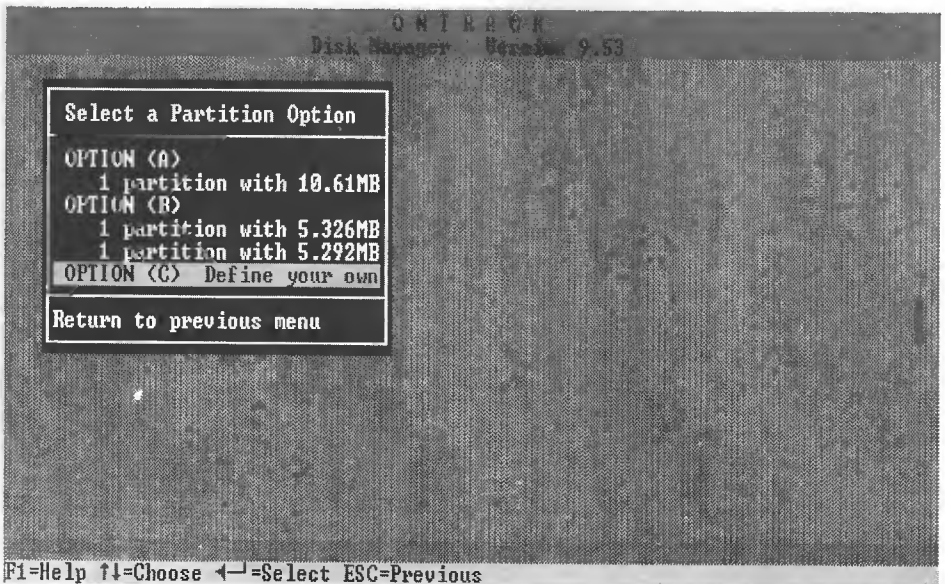 O N T R A C K
Disk Manager Version 9.53
Select a Partition Option
OPTION (A)
1 partition with 10.61MB
OPTION (B)
1 partition with 5.326MB
1 partition with 5.292MB
OPTION (C) Define your own
Return to previous menu
F1=Help ↑↓=Choose ◄─┘=Select ESC=Previous